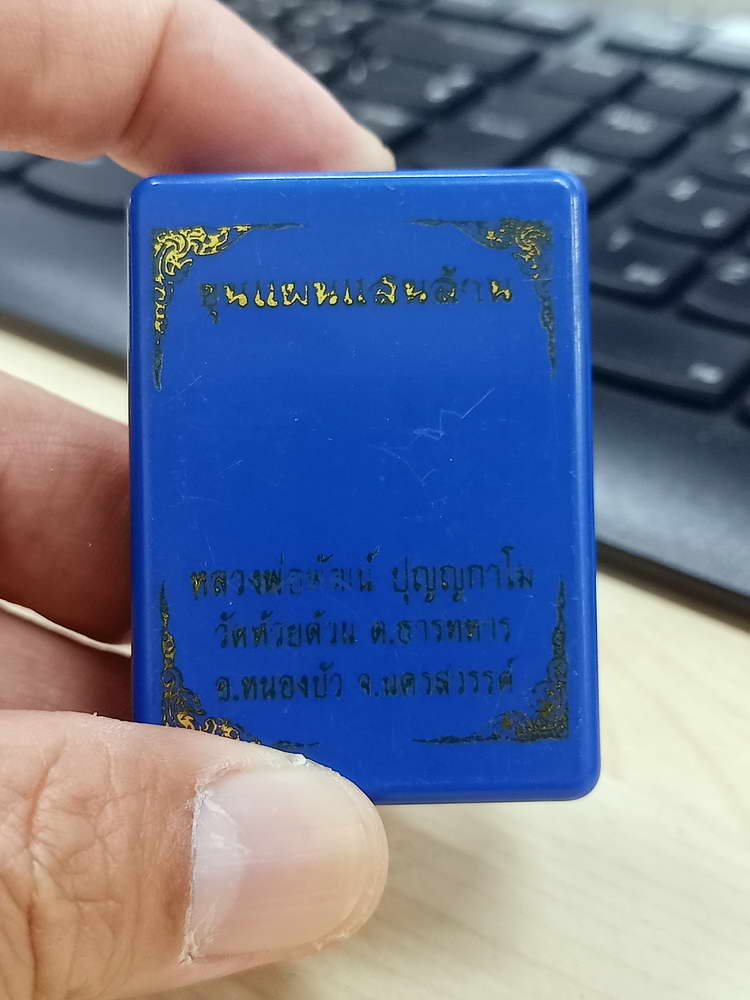 ขุนแผนแสนล้าน
หลวงพ่อพัฒน์ ปุญญกาโม
วัดห้วยด้วน ต.ธารทหาร
อ.หนองบัว จ.นครสวรรค์